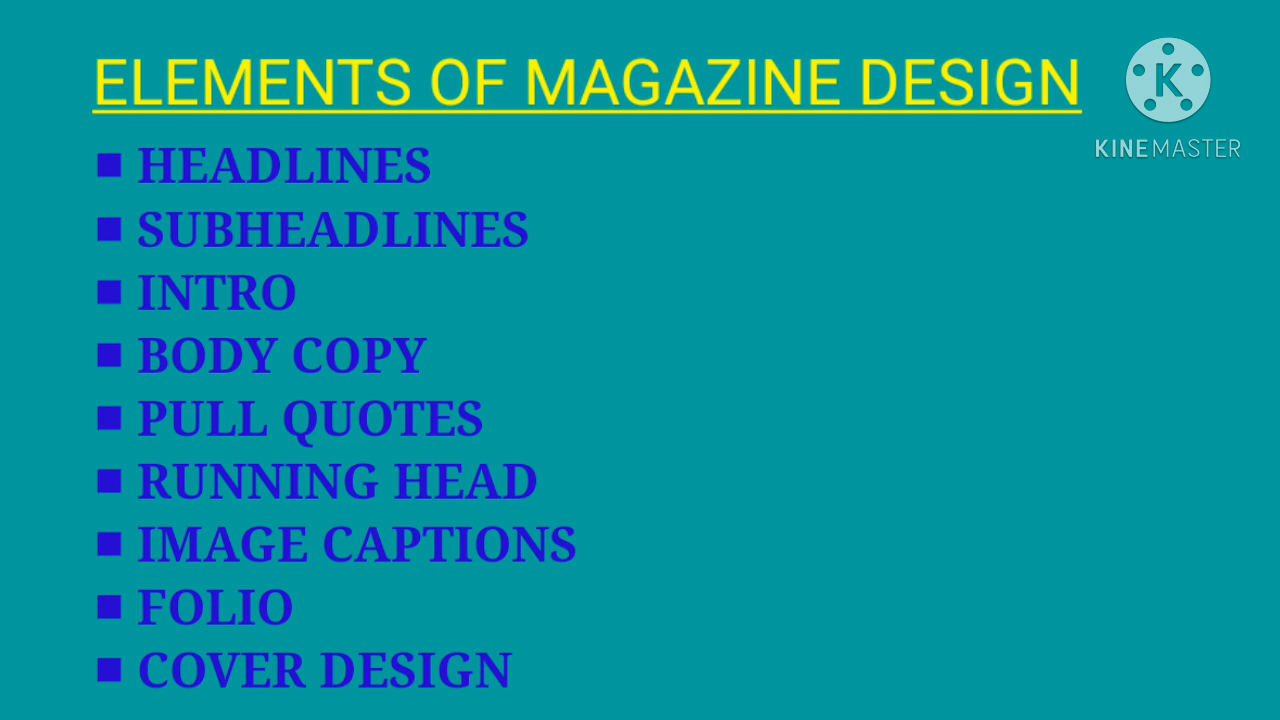 ELEMENTS OF MAGAZINE DESIGN
K
KINEMASTER
■ HEADLINES
■ SUBHEADLINES
■ INTRO
■ BODY COPY
■ PULL QUOTES
■ RUNNING HEAD
■ IMAGE CAPTIONS
■ FOLIO
■ COVER DESIGN